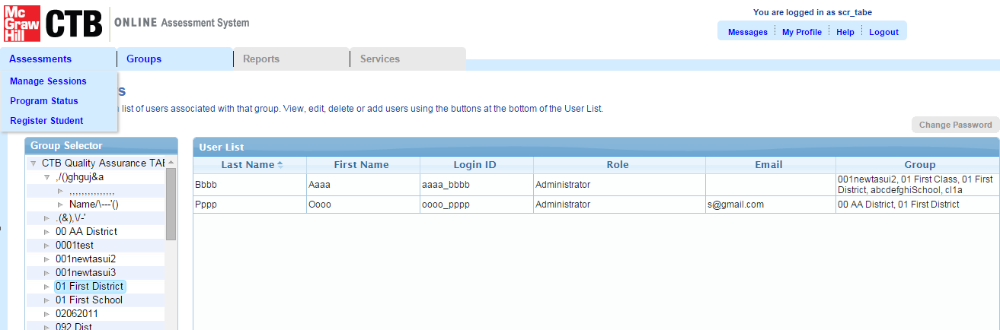 Mc
Graw
Hill
CTB
ONLINE Assessment System
You are logged in as scr_tabe
Messages My Profile Help Logout
Assessments Groups Reports Services
Manage Sessions
Program Status
Register Student
s
list of users associated with that group. View, edit, delete or add users using the buttons at the bottom of the User List.
Change Password
Group Selector
CTB Quality Assurance TAB
,/()ghguj&a
,,,,,,,,,,,,,,,
Name/\---'()
.(&),\/-'
00 AA District
0001test
001newtasui2
001newtasui3
01 First District
01 First School
02062011
092 Dist
User List
Last Name First Name Login ID Role Email Group
Bbbb Aaaa aaaa_bbbb Administrator 001newtasui2, 01 First Class, 01 First
District, abcdefghiSchool, cl1a
Pppp Oooo oooo_pppp Administrator s@gmail.com 00 AA District, 01 First District